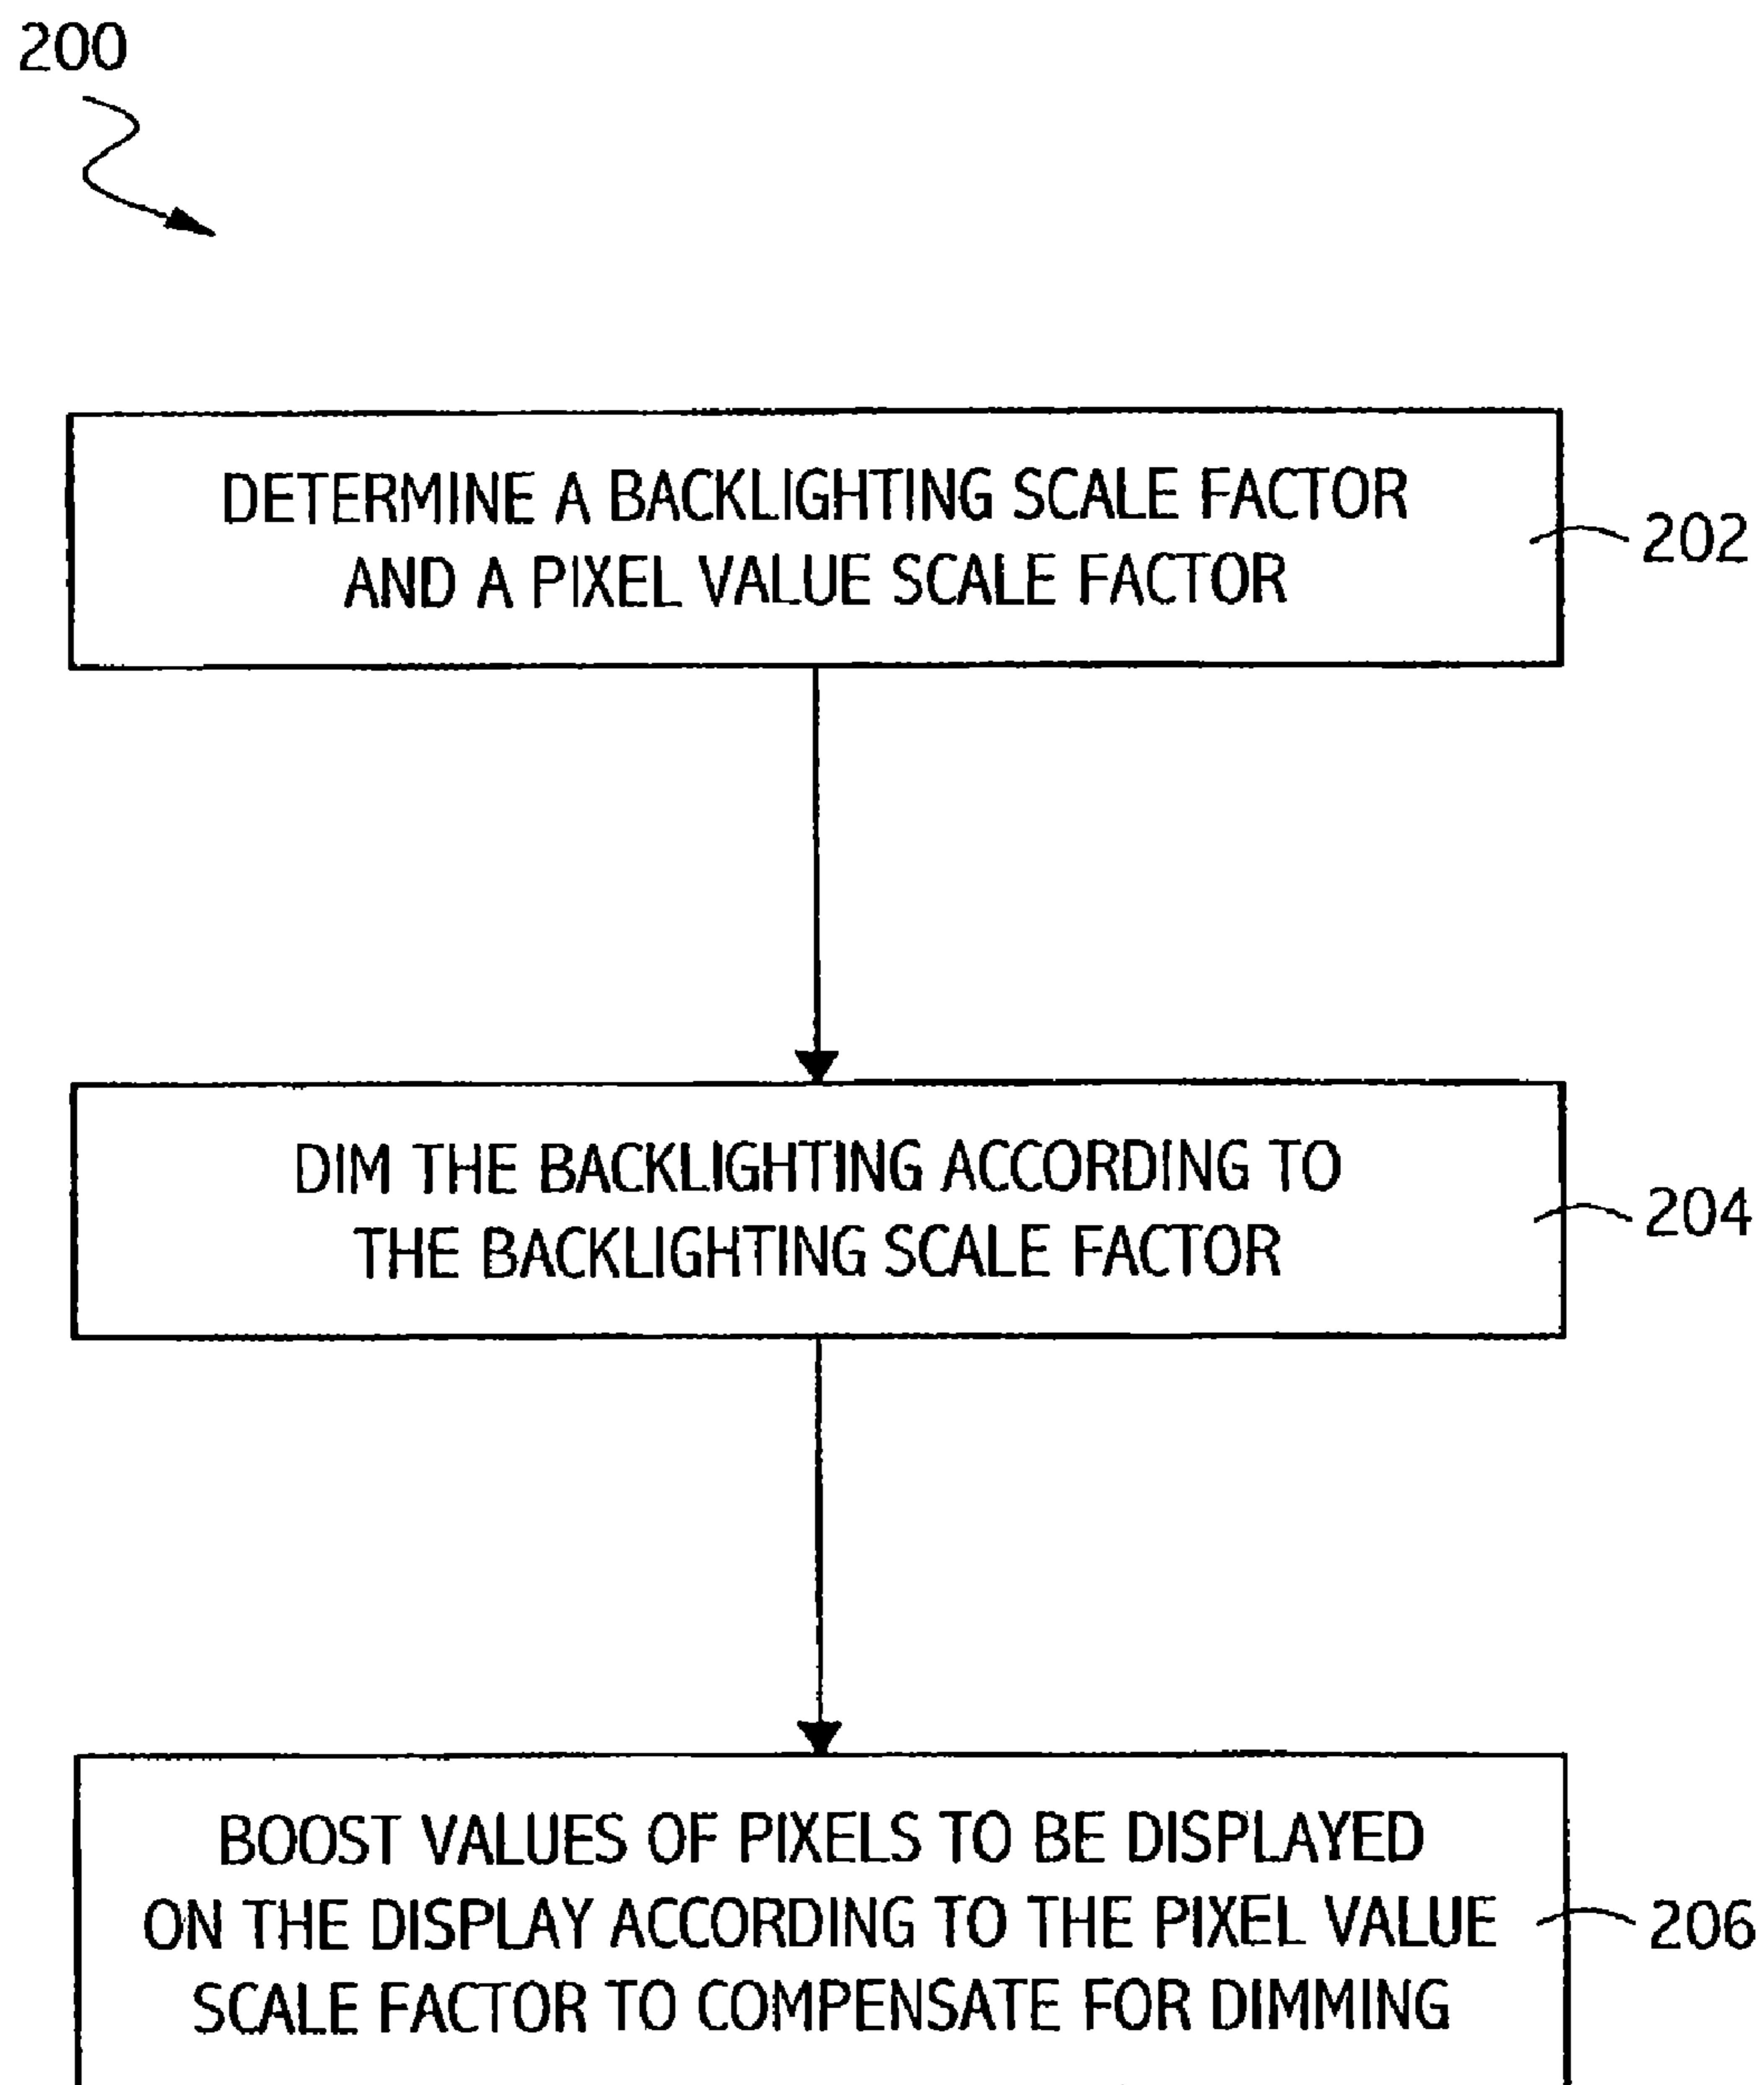 200
DETERMINE A BACKLIGHTING SCALE FACTOR
AND A PIXEL VALUE SCALE FACTOR
202
DIM THE BACKLIGHTING ACCORDING TO
THE BACKLIGHTING SCALE FACTOR
204
BOOST VALUES OF PIXELS TO BE DISPLAYED
ON THE DISPLAY ACCORDING TO THE PIXEL VALUE
SCALE FACTOR TO COMPENSATE FOR DIMMING
206